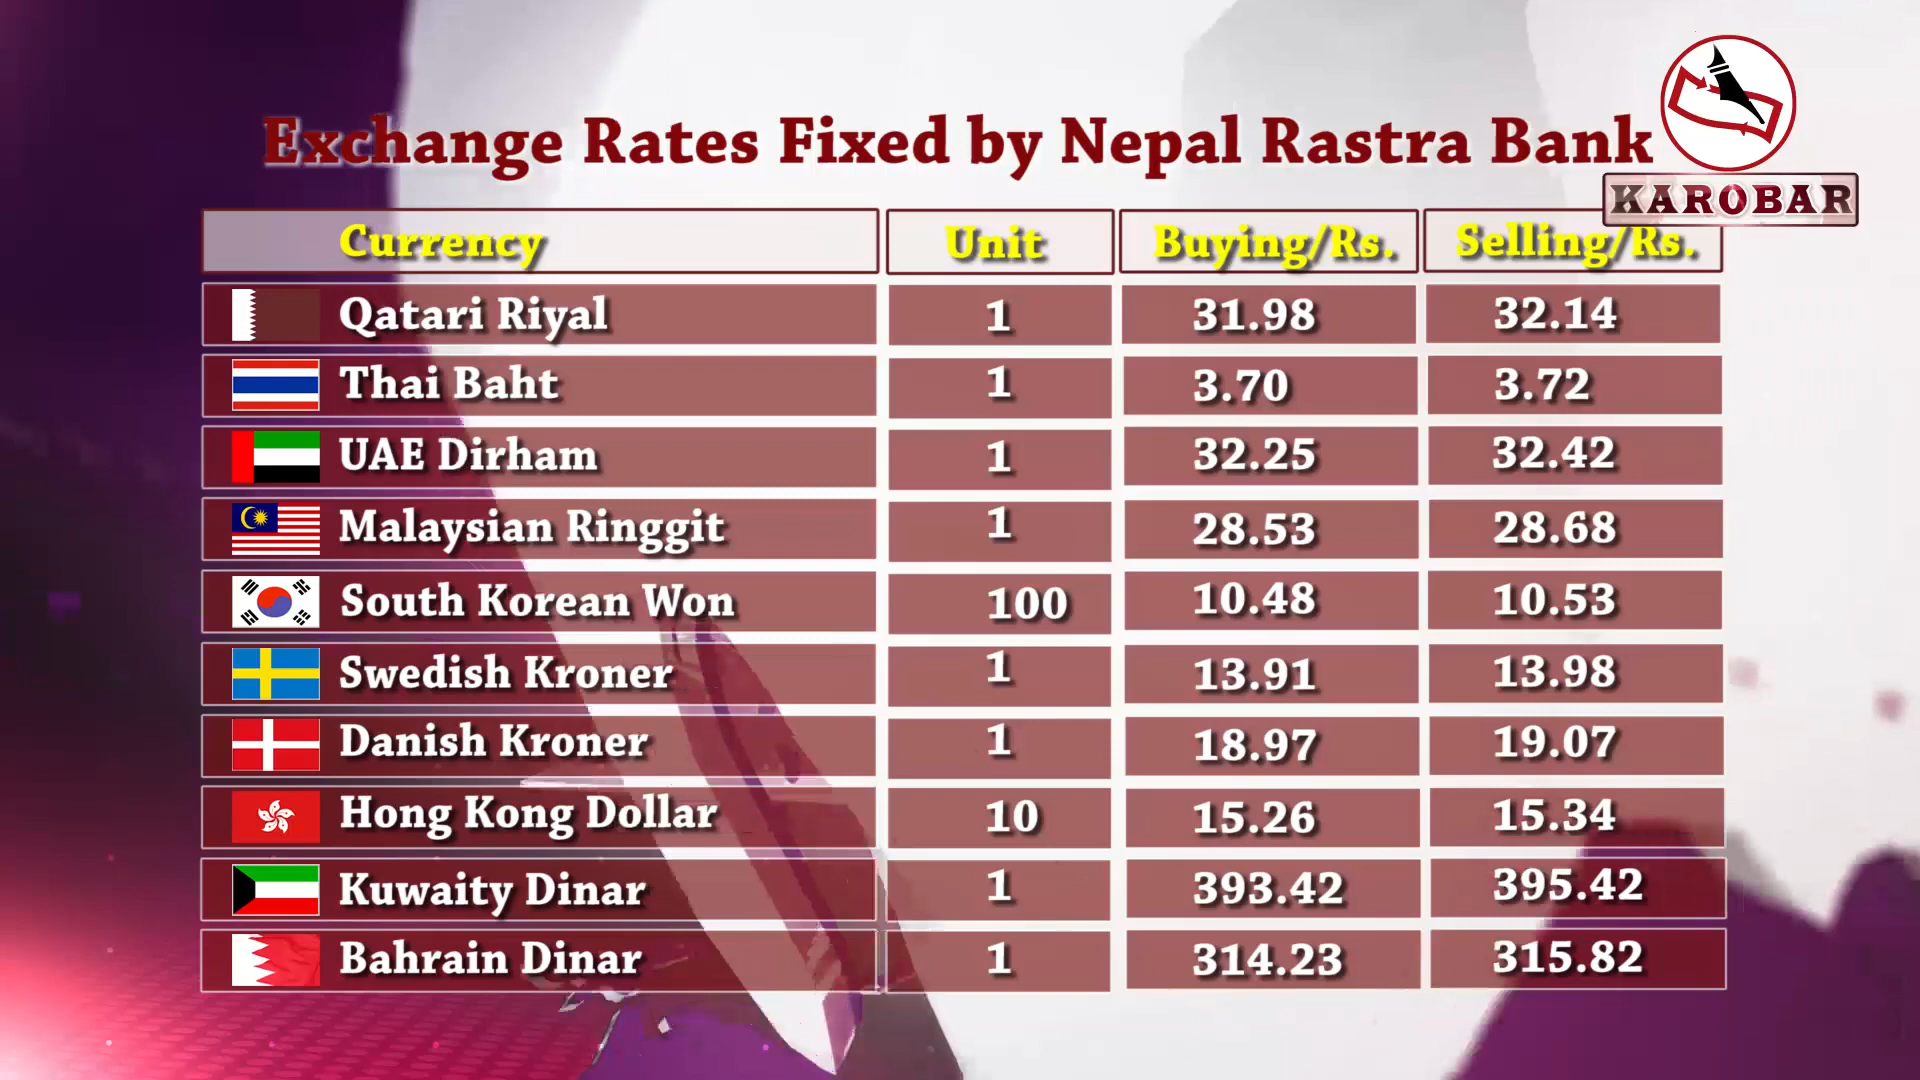 Exchange Rates Fixed by Nepal Rastra Bank
KAROBAR
Currency Unit Buying/Rs. Selling/Rs.
Qatari Riyal 1 31.98 32.14
Thai Baht 1 3.70 3.72
UAE Dirham 1 32.25 32.42
Malaysian Ringgit 1 28.53 28.68
South Korean Won 100 10.48 10.53
Swedish Kroner 1 13.91 13.98
Danish Kroner 1 18.97 19.07
Hong Kong Dollar 10 15.26 15.34
Kuwaity Dinar 1 393.42 395.42
Bahrain Dinar 1 314.23 315.82